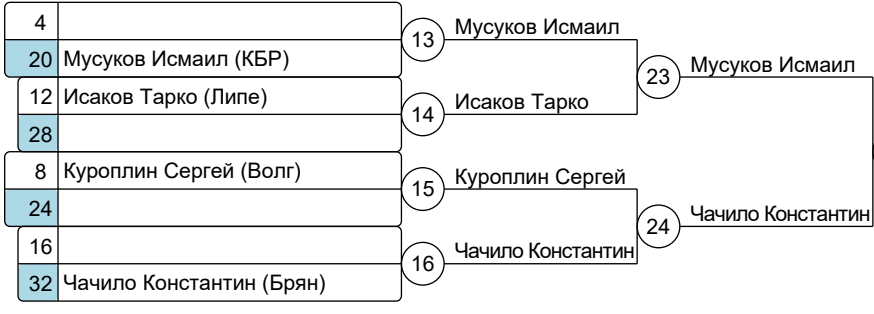 4
13
Мусуков Исмаил
20 Мусуков Исмаил (КБР)
23
Мусуков Исмаил
12 Исаков Тарко (Липе)
14
Исаков Тарко
28
8 Куроплин Сергей (Волг)
15
Куроплин Сергей
24
24
Чачило Константин
16
16
Чачило Константин
32 Чачило Константин (Брян)